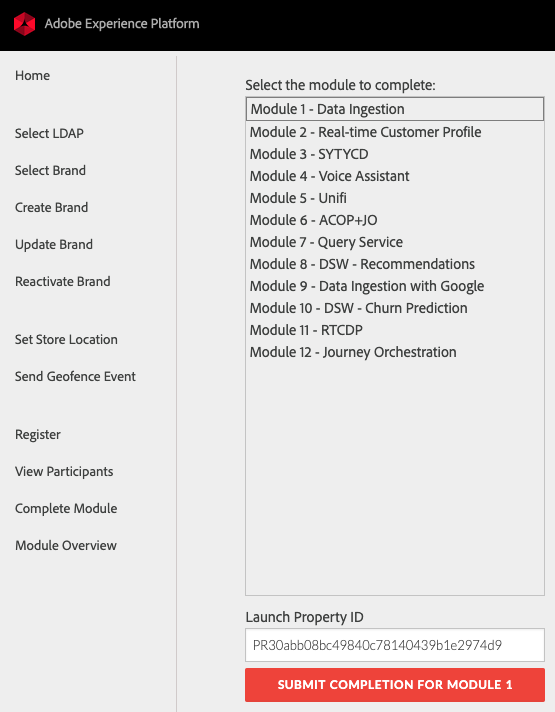 Adobe Experience Platform
Home
Select LDAP
Select Brand
Create Brand
Update Brand
Reactivate Brand
Set Store Location
Send Geofence Event
Register
View Participants
Complete Module
Module Overview
Select the module to complete:
Module 1 - Data Ingestion
Module 2 - Real-time Customer Profile
Module 3 - SYTYCD
Module 4 - Voice Assistant
Module 5 - Unifi
Module 6 - ACOP+JO
Module 7 - Query Service
Module 8 - DSW - Recommendations
Module 9 - Data Ingestion with Google
Module 10 - DSW - Churn Prediction
Module 11 - RTCDP
Module 12 - Journey Orchestration
Launch Property ID
PR30abb08bc49840c78140439b1e2974d9
SUBMIT COMPLETION FOR MODULE 1